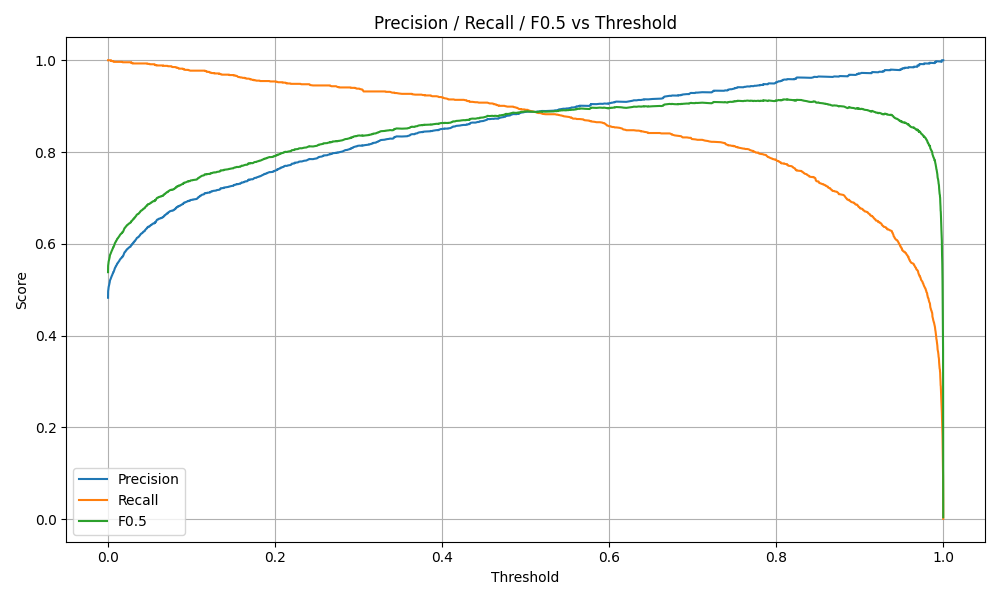 Precision / Recall / F0.5 vs Threshold
1.0
0.8
0.6
0.4
0.2
0.0
Score
Precision
Recall
F0.5
0.0 0.2 0.4 0.6 0.8 1.0
Threshold